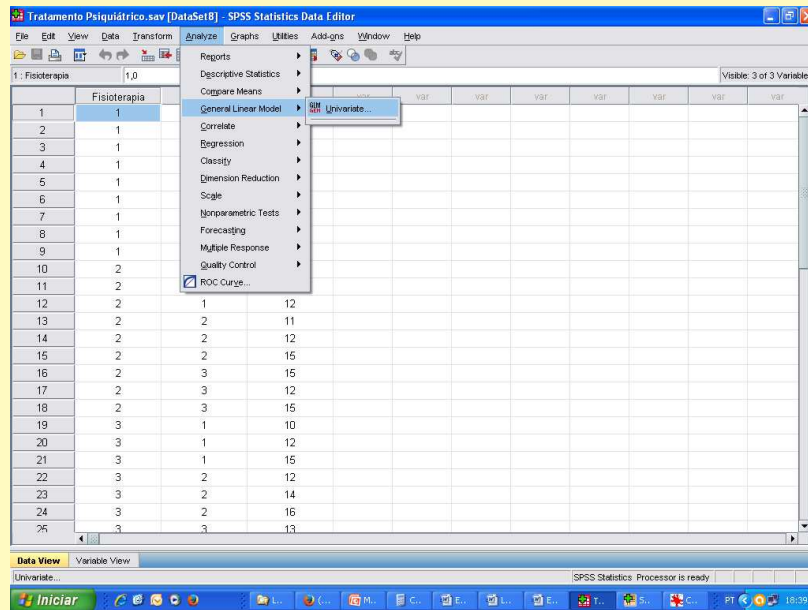 Tratamento Psiquiátrico.sav [DataSet8] - SPSS Statistics Data Editor
File Edit View Data Transform Analyze Graphs Utilities Add-ons Window Help
1 : Fisioterapia 1,0 Visible: 3 of 3 Variable
Fisioterapia var var var var var var var
Reports
Descriptive Statistics
Compare Means
General Linear Model
Univariate...
Correlate
Regression
Classify
Dimension Reduction
Scale
Nonparametric Tests
Forecasting
Multiple Response
Quality Control
ROC Curve...
1 1
2 1
3 1
4 1
5 1
6 1
7 1
8 1
9 1
10 2
11 2
12 2 1 12
13 2 2 11
14 2 2 12
15 2 2 15
16 2 3 15
17 2 3 12
18 2 3 15
19 3 1 10
20 3 1 12
21 3 1 15
22 3 2 12
23 3 2 14
24 3 2 16
25 3 3 13
Data View Variable View
Univariate... SPSS Statistics Processor is ready
Iniciar L... (... M... C... E... L... E... T... S... C... PT